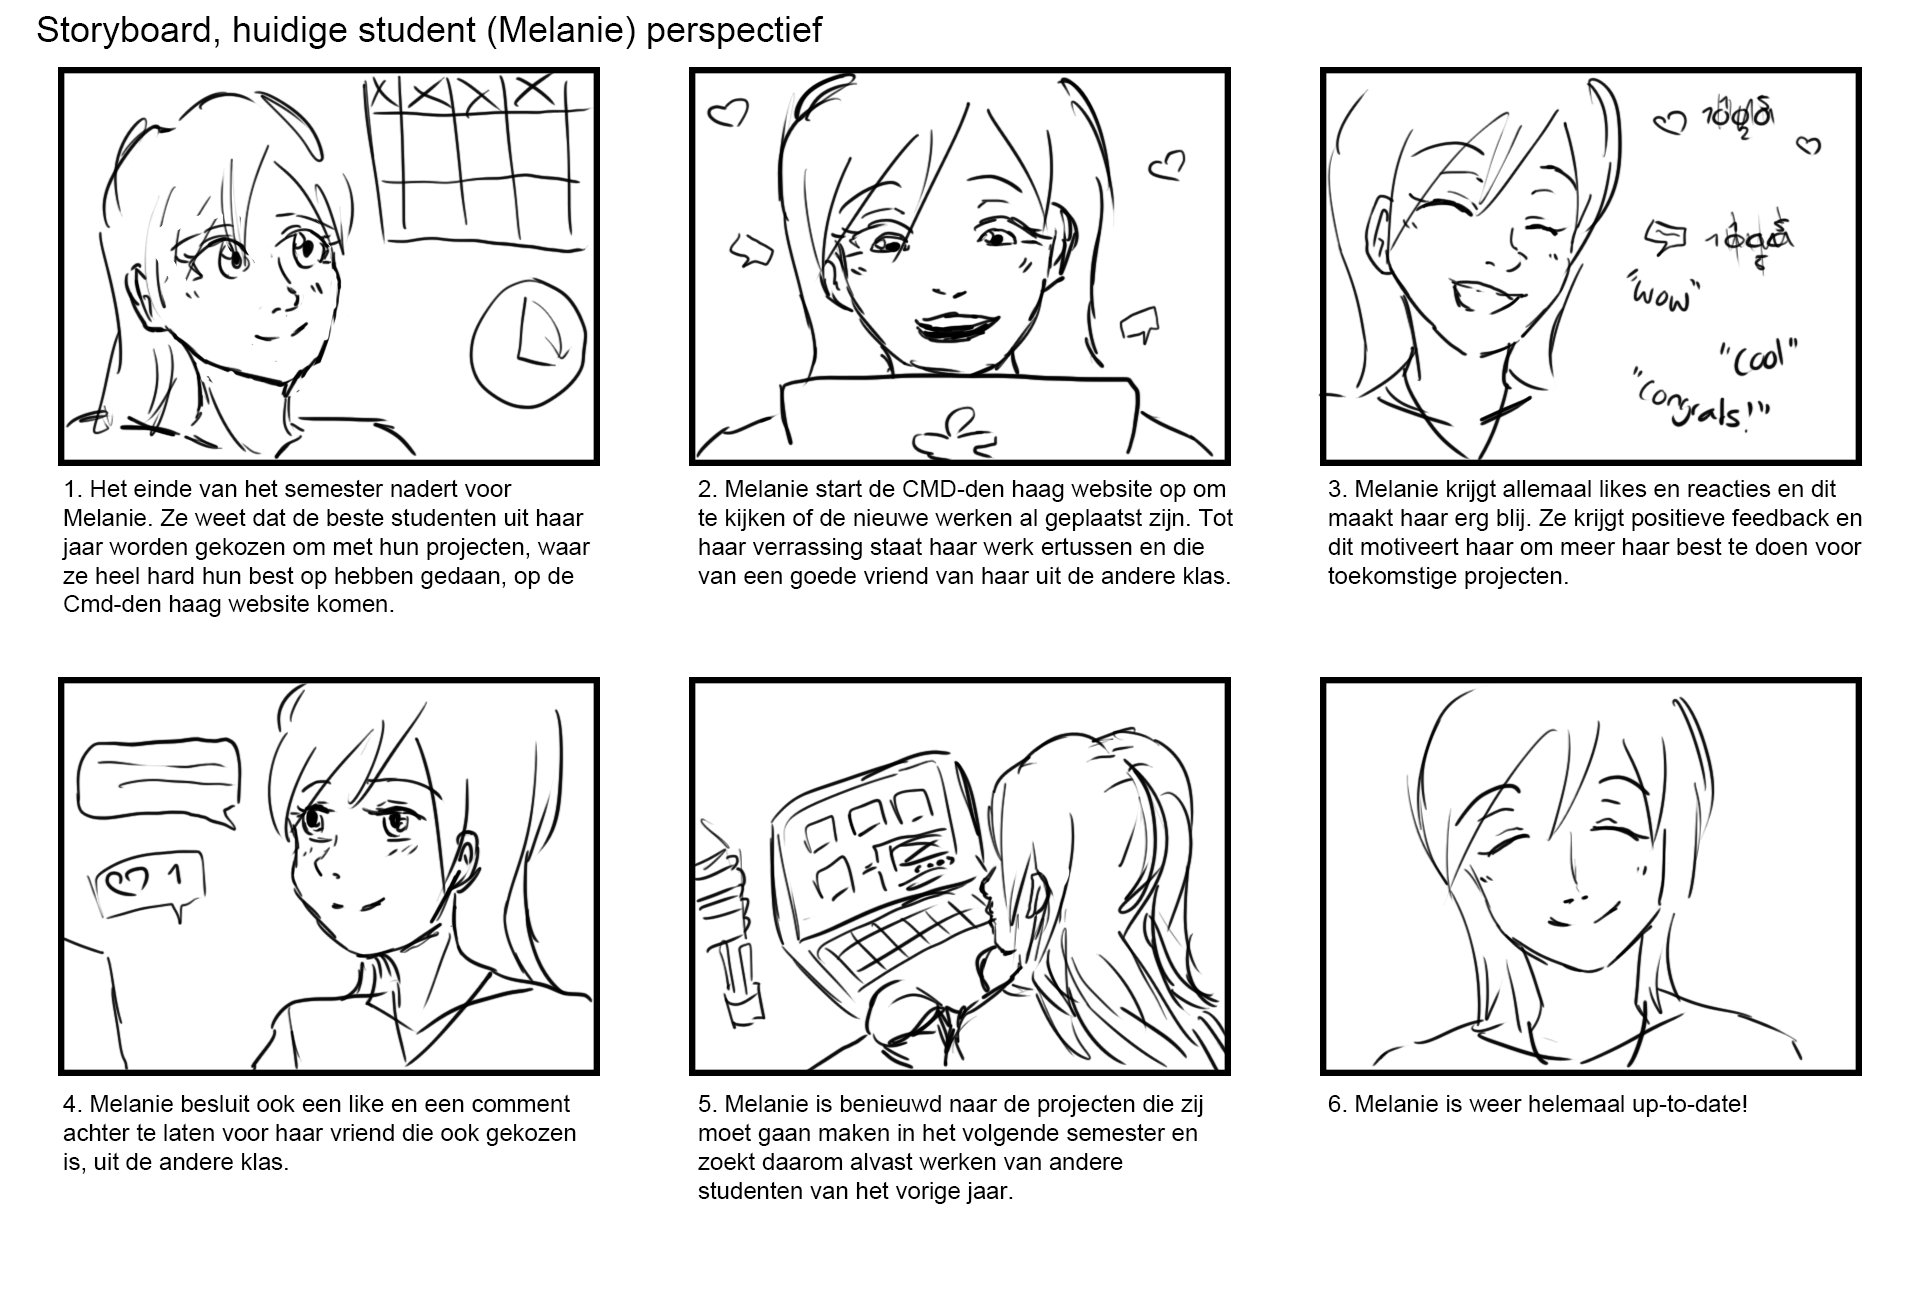 Storyboard, huidige student (Melanie) perspectief
"wow"
"Cool"
"Congrats!"
1. Het einde van het semester nadert voor
Melanie. Ze weet dat de beste studenten uit haar
jaar worden gekozen om met hun projecten, waar
ze heel hard hun best op hebben gedaan, op de
Cmd-den haag website komen.
2. Melanie start de CMD-den haag website op om
te kijken of de nieuwe werken al geplaatst zijn. Tot
haar verrassing staat haar werk ertussen en die
van een goede vriend van haar uit de andere klas.
3. Melanie krijgt allemaal likes en reacties en dit
maakt haar erg blij. Ze krijgt positieve feedback en
dit motiveert haar om meer haar best te doen voor
toekomstige projecten.
1
4. Melanie besluit ook een like en een comment
achter te laten voor haar vriend die ook gekozen
is, uit de andere klas.
5. Melanie is benieuwd naar de projecten die zij
moet gaan maken in het volgende semester en
zoekt daarom alvast werken van andere
studenten van het vorige jaar.
6. Melanie is weer helemaal up-to-date!